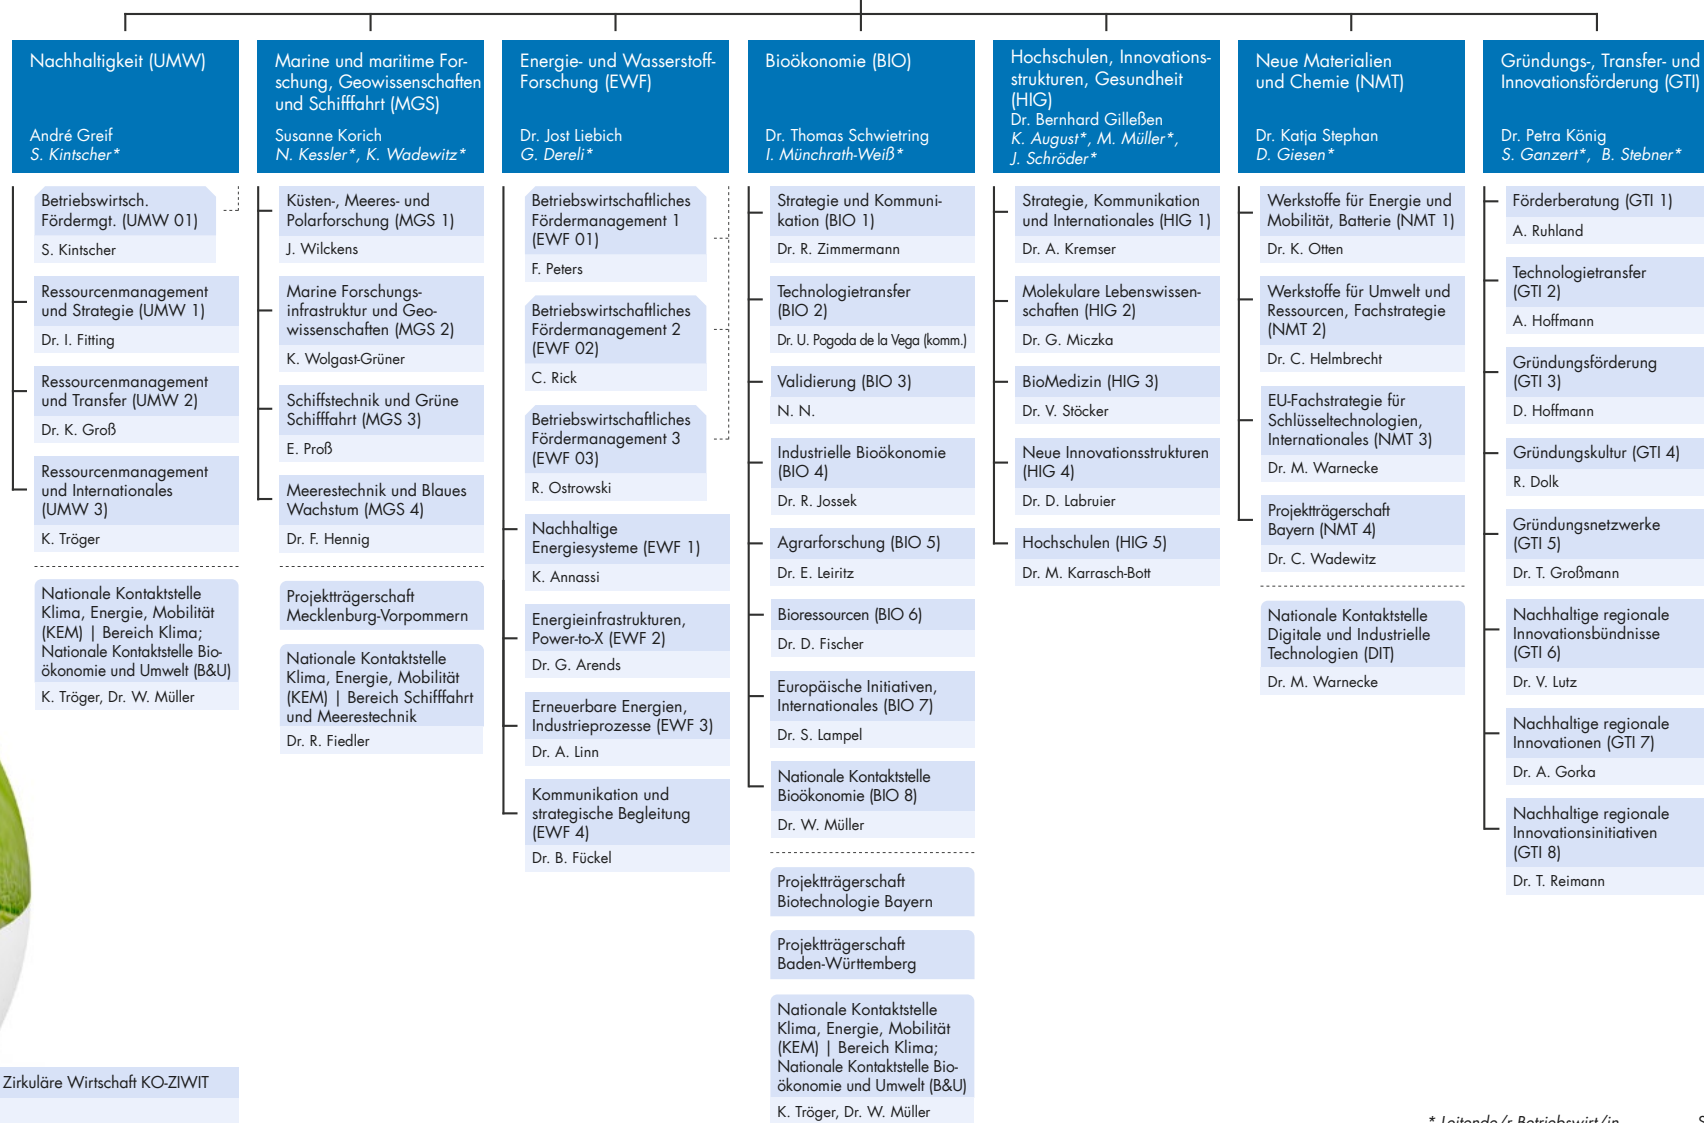 Nachhaltigkeit (UMW)
André Greif
S. Kintscher*
Betriebswirtsch.
Fördermgt. (UMW 01)
S. Kintscher
Ressourcenmanagement
und Strategie (UMW 1)
Dr. I. Fitting
Ressourcenmanagement
und Transfer (UMW 2)
Dr. K. Groß
Ressourcenmanagement
und Internationales
(UMW 3)
K. Tröger
Nationale Kontaktstelle
Klima, Energie, Mobilität
(KEM) | Bereich Klima;
Nationale Kontaktstelle Bio-
ökonomie und Umwelt (B&U)
K. Tröger, Dr. W. Müller
Zirkuläre Wirtschaft KO-ZIWIT
Marine und maritime For-
schung, Geowissenschaften
und Schifffahrt (MGS)
Susanne Korich
N. Kessler*, K. Wadewitz*
Küsten-, Meeres- und
Polarforschung (MGS 1)
J. Wilckens
Marine Forschungs-
infrastruktur und Geo-
wissenschaften (MGS 2)
K. Wolgast-Grüner
Schiffstechnik und Grüne
Schifffahrt (MGS 3)
E. Proß
Meerestechnik und Blaues
Wachstum (MGS 4)
Dr. F. Hennig
Projektträgerschaft
Mecklenburg-Vorpommern
Nationale Kontaktstelle
Klima, Energie, Mobilität
(KEM) | Bereich Schifffahrt
und Meerestechnik
Dr. R. Fiedler
Energie- und Wasserstoff-
Forschung (EWF)
Dr. Jost Liebich
G. Dereli*
Betriebswirtschaftliches
Fördermanagement 1
(EWF 01)
F. Peters
Betriebswirtschaftliches
Fördermanagement 2
(EWF 02)
C. Rick
Betriebswirtschaftliches
Fördermanagement 3
(EWF 03)
R. Ostrowski
Nachhaltige
Energiesysteme (EWF 1)
K. Annassi
Energieinfrastrukturen,
Power-to-X (EWF 2)
Dr. G. Arends
Erneuerbare Energien,
Industrieprozesse (EWF 3)
Dr. A. Linn
Kommunikation und
strategische Begleitung
(EWF 4)
Dr. B. Fückel
Bioökonomie (BIO)
Dr. Thomas Schwietring
I. Münchrath-Weiß*
Strategie und Kommuni-
kation (BIO 1)
Dr. R. Zimmermann
Technologietransfer
(BIO 2)
Dr. U. Pogoda de la Vega (komm.)
Validierung (BIO 3)
N. N.
Industrielle Bioökonomie
(BIO 4)
Dr. R. Jossek
Agrarforschung (BIO 5)
Dr. E. Leiritz
Bioressourcen (BIO 6)
Dr. D. Fischer
Europäische Initiativen,
Internationales (BIO 7)
Dr. S. Lampel
Nationale Kontaktstelle
Bioökonomie (BIO 8)
Dr. W. Müller
Projektträgerschaft
Biotechnologie Bayern
Projektträgerschaft
Baden-Württemberg
Nationale Kontaktstelle
Klima, Energie, Mobilität
(KEM) | Bereich Klima;
Nationale Kontaktstelle Bio-
ökonomie und Umwelt (B&U)
K. Tröger, Dr. W. Müller
Hochschulen, Innovations-
strukturen, Gesundheit
(HIG)
Dr. Bernhard Gilleßen
K. August*, M. Müller*,
J. Schröder*
Strategie, Kommunikation
und Internationales (HIG 1)
Dr. A. Kremser
Molekulare Lebenswissen-
schaften (HIG 2)
Dr. G. Miczka
BioMedizin (HIG 3)
Dr. V. Stöcker
Neue Innovationsstrukturen
(HIG 4)
Dr. D. Labruier
Hochschulen (HIG 5)
Dr. M. Karrasch-Bott
Neue Materialien
und Chemie (NMT)
Dr. Katja Stephan
D. Giesen*
Werkstoffe für Energie und
Mobilität, Batterie (NMT 1)
Dr. K. Otten
Werkstoffe für Umwelt und
Ressourcen, Fachstrategie
(NMT 2)
Dr. C. Helmbrecht
EU-Fachstrategie für
Schlüsseltechnologien,
Internationales (NMT 3)
Dr. M. Warnecke
Projektträgerschaft
Bayern (NMT 4)
Dr. C. Wadewitz
Nationale Kontaktstelle
Digitale und Industrielle
Technologien (DIT)
Dr. M. Warnecke
Gründungs-, Transfer- und
Innovationsförderung (GTI)
Dr. Petra König
S. Ganzert*, B. Stebner*
Förderberatung (GTI 1)
A. Ruhland
Technologietransfer
(GTI 2)
A. Hoffmann
Gründungsförderung
(GTI 3)
D. Hoffmann
Gründungskultur (GTI 4)
R. Dolk
Gründungsnetzwerke
(GTI 5)
Dr. T. Großmann
Nachhaltige regionale
Innovationsbündnisse
(GTI 6)
Dr. V. Lutz
Nachhaltige regionale
Innovationen (GTI 7)
Dr. A. Gorka
Nachhaltige regionale
Innovationsinitiativen
(GTI 8)
Dr. T. Reimann
* Leitende/r Betriebswirt/in